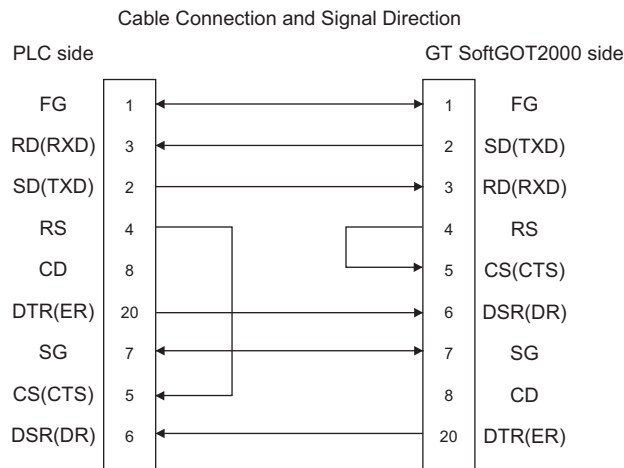 Cable Connection and Signal Direction
PLC side GT SoftGOT2000 side
FG 1 1 FG
RD(RXD) 3 2 SD(TXD)
SD(TXD) 2 3 RD(RXD)
RS 4 4 RS
CD 8 5 CS(CTS)
DTR(ER) 20 6 DSR(DR)
SG 7 7 SG
CS(CTS) 5 8 CD
DSR(DR) 6 20 DTR(ER)